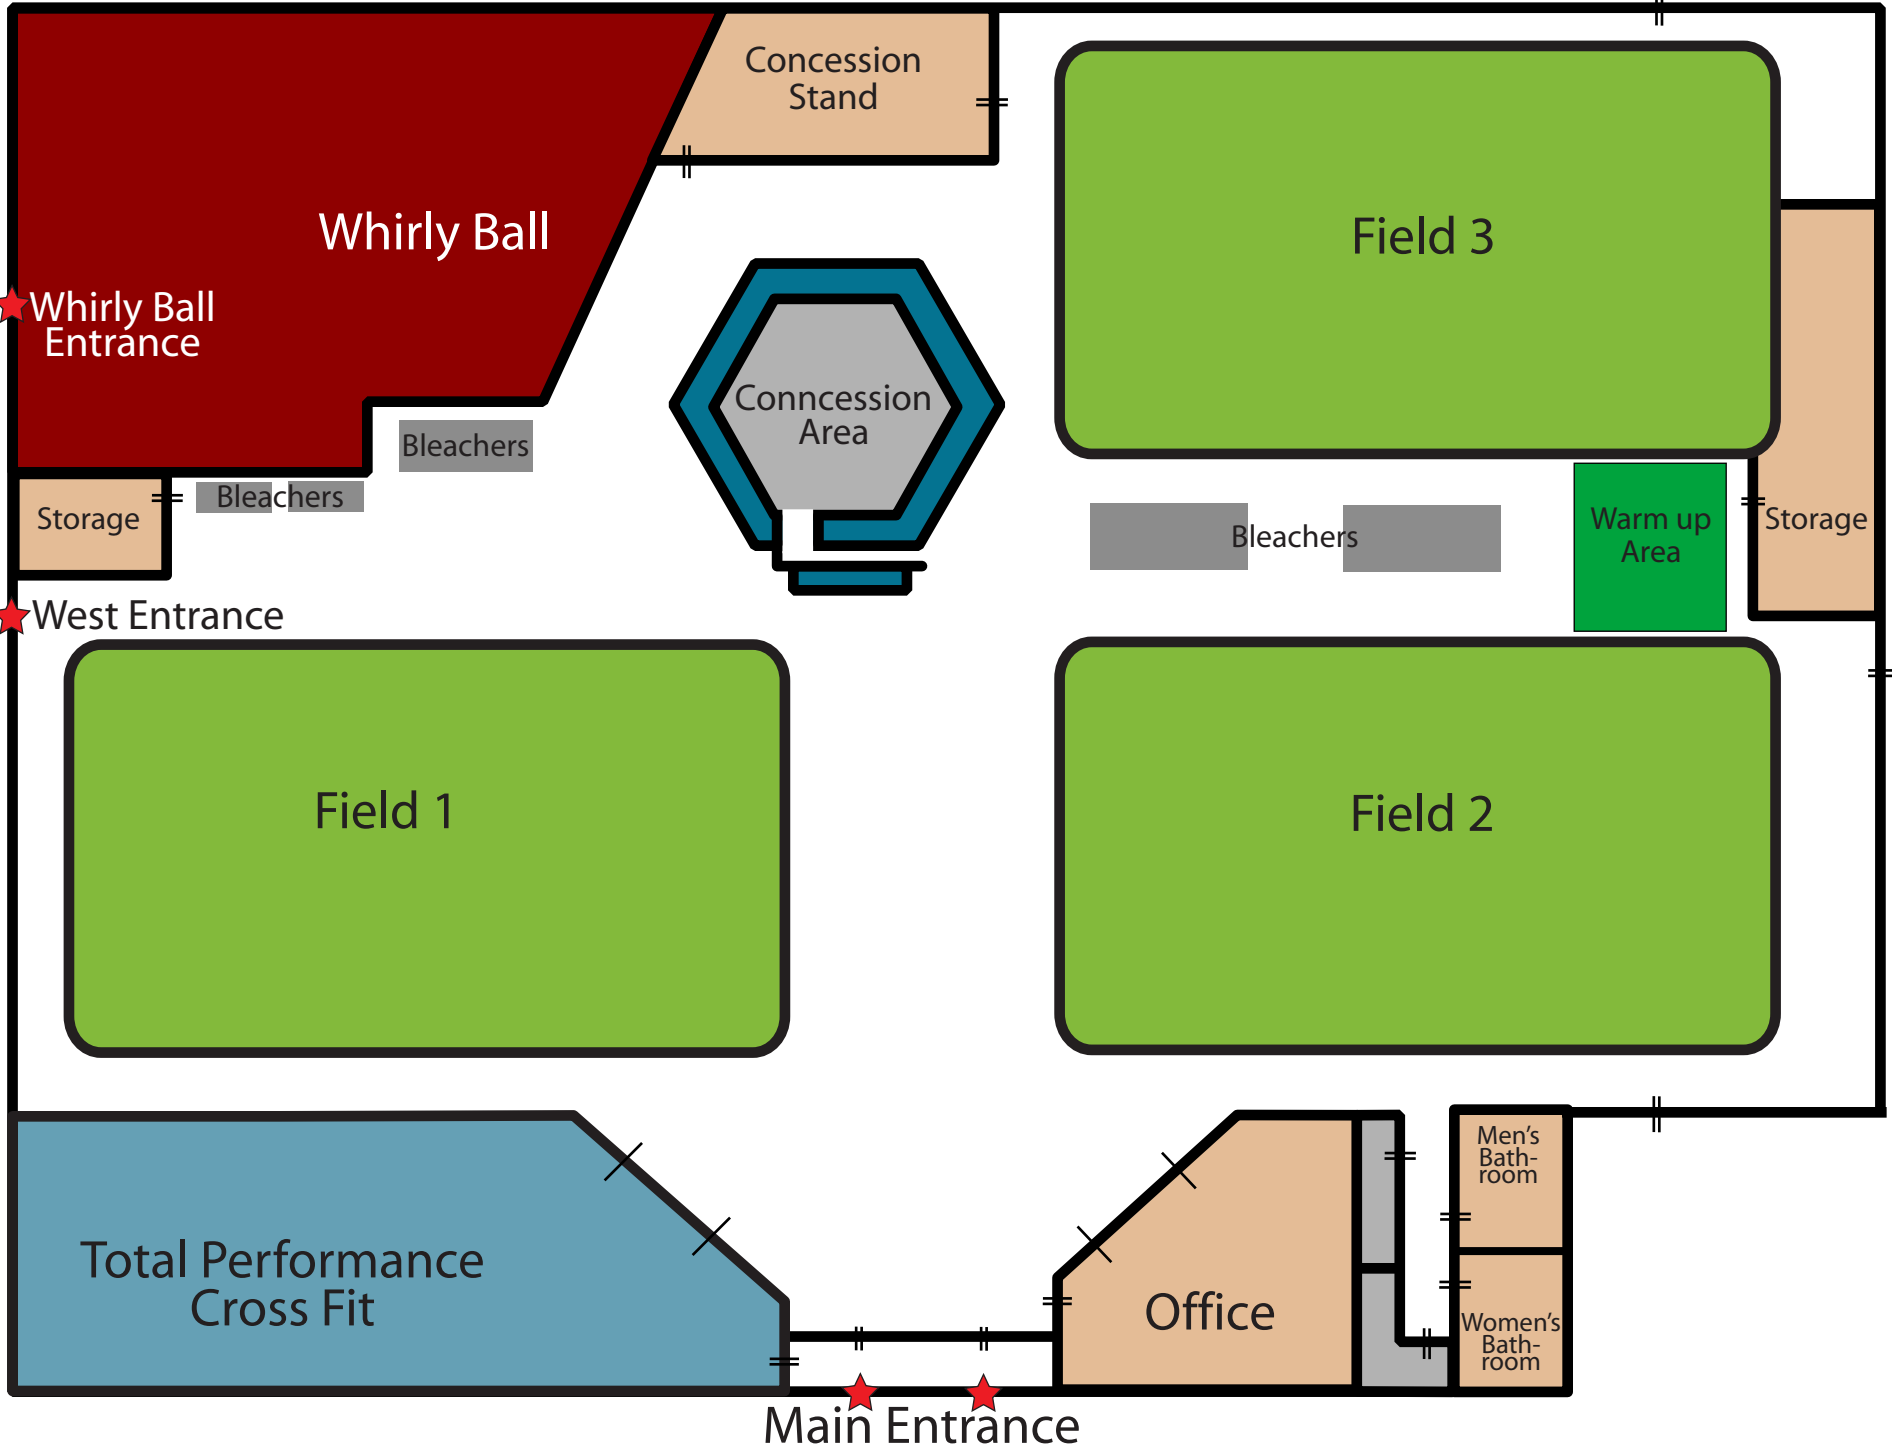 Concession
Stand
Whirly Ball
Field 3
Whirly Ball
Entrance
Conncession
Area
Bleachers
Bleachers
Storage
Bleachers
Warm up
Area
Storage
West Entrance
Field 1
Field 2
Men's
Bath-
room
Total Performance
Cross Fit
Office
Women's
Bath-
room
Main Entrance